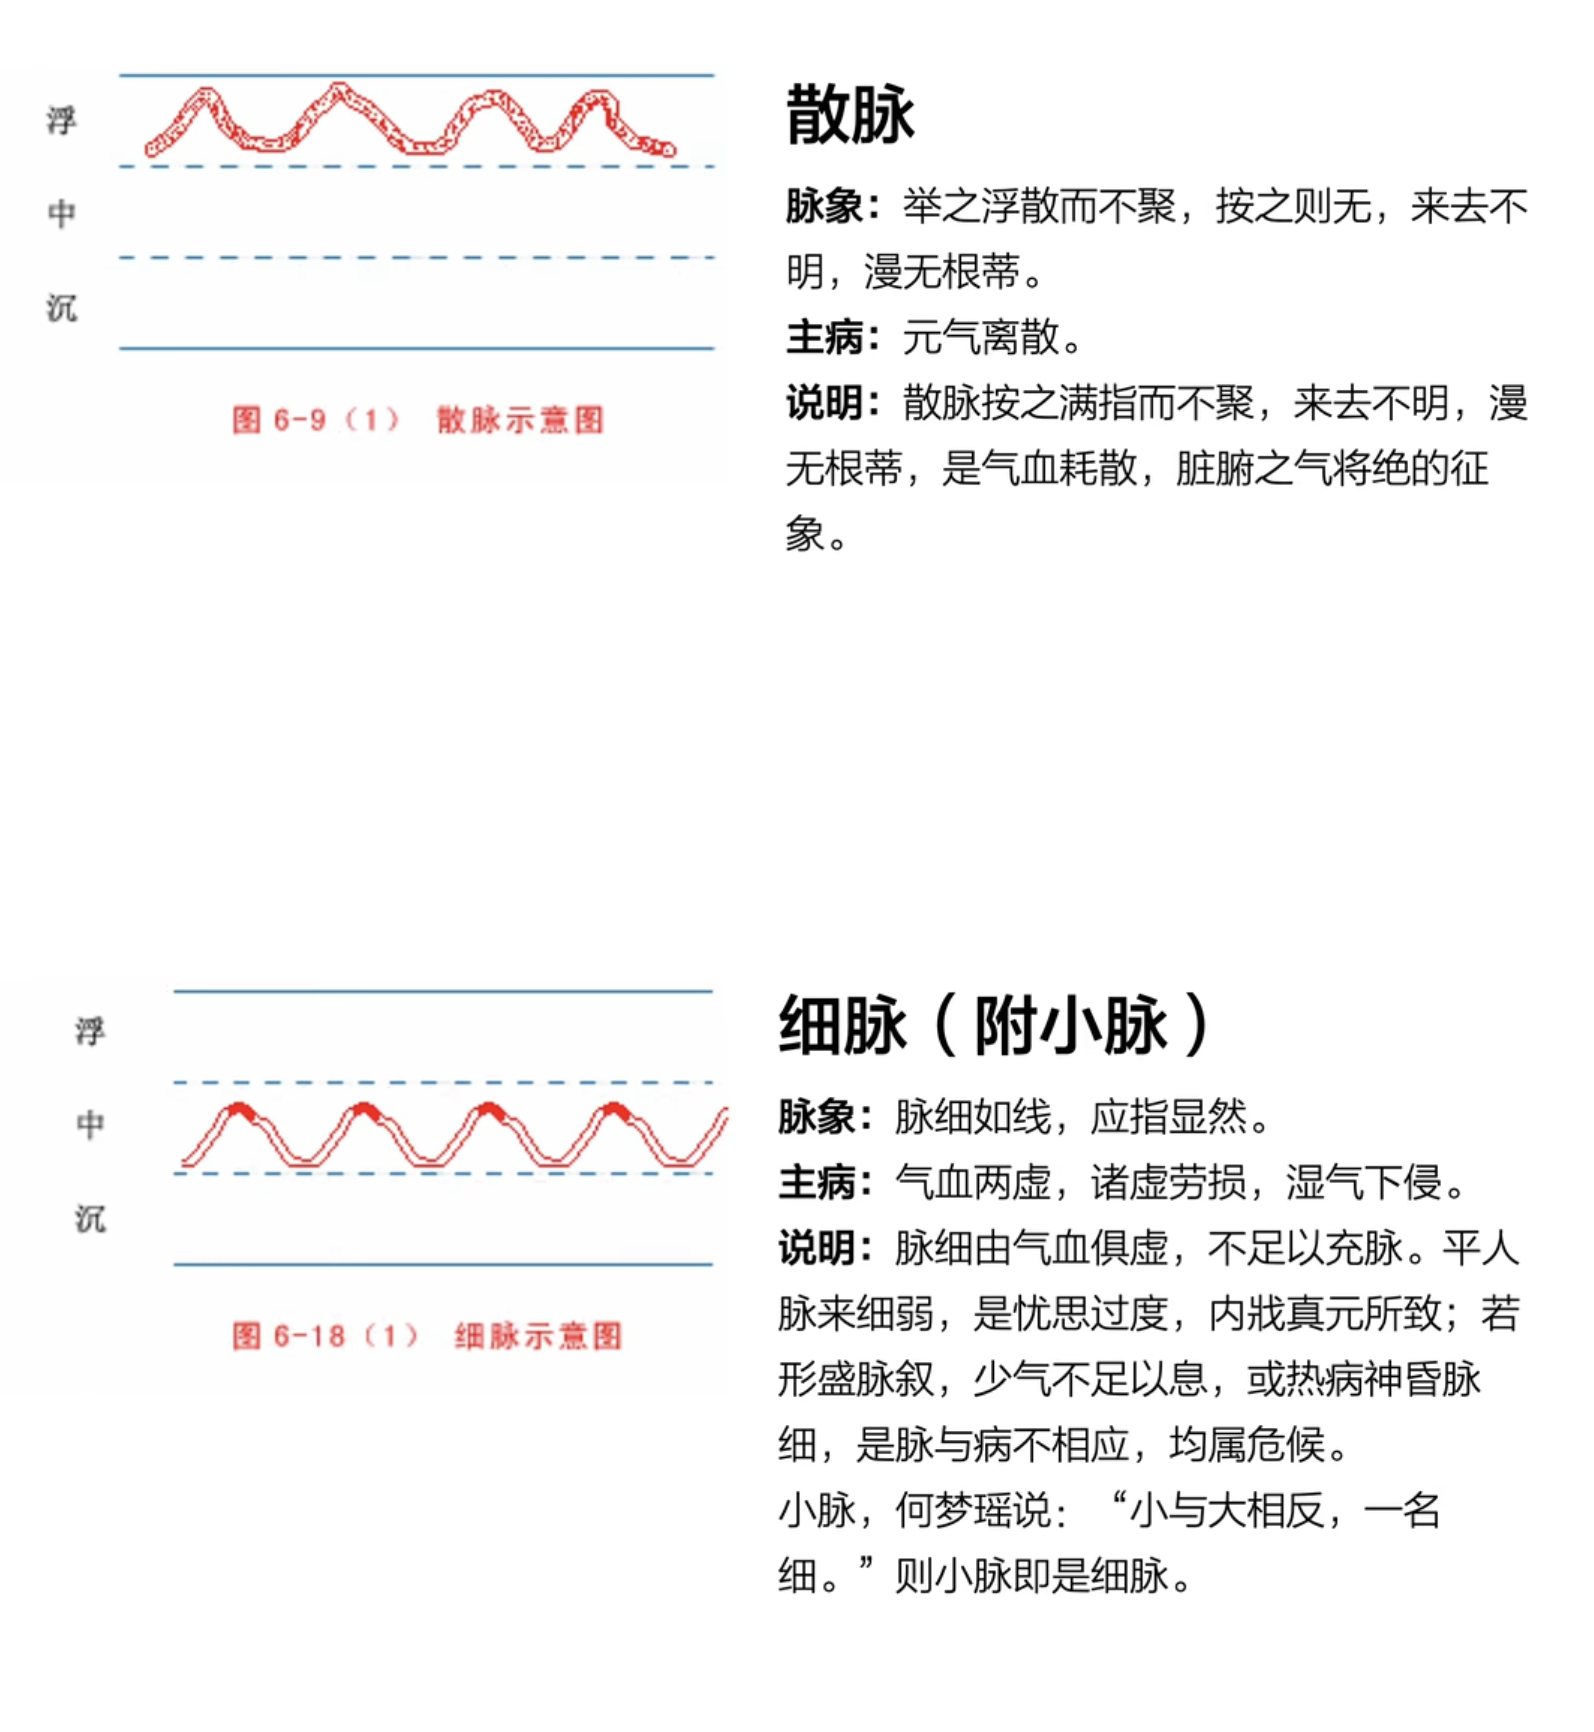 浮
中
沉
图 6-9（1） 散脉示意图
散脉
脉象：举之浮散而不聚，按之则无，来去不
明，漫无根蒂。
主病：元气离散。
说明：散脉按之满指而不聚，来去不明，漫
无根蒂，是气血耗散，脏腑之气将绝的征
象。
浮
中
沉
图 6-18（1） 细脉示意图
细脉（附小脉）
脉象：脉细如线，应指显然。
主病：气血两虚，诸虚劳损，湿气下侵。
说明：脉细由气血俱虚，不足以充脉。平人
脉来细弱，是忧思过度，内戕真元所致；若
形盛脉叙，少气不足以息，或热病神昏脉
细，是脉与病不相应，均属危候。
小脉，何梦瑶说：“小与大相反，一名
细。”则小脉即是细脉。